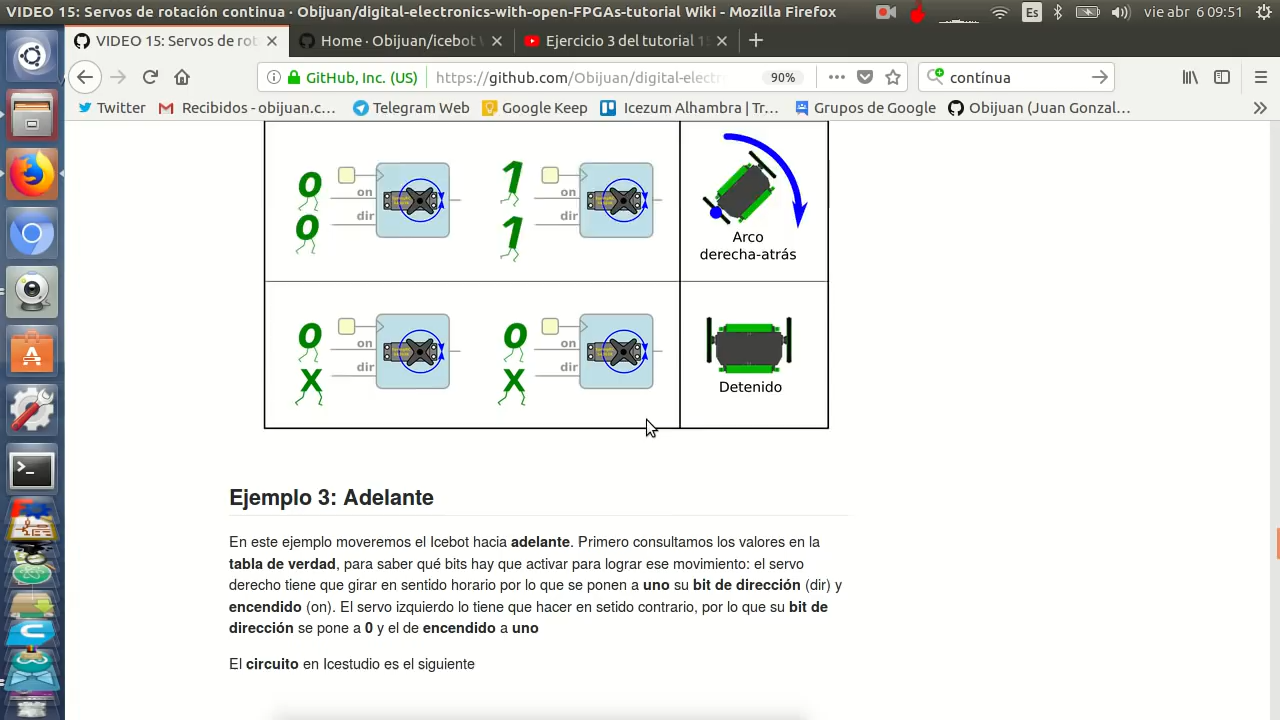 VIDEO 15: Servos de rotación continua · Obijuan/digital-electronics-with-open-FPGAs-tutorial Wiki - Mozilla Firefox
Es
vie abr 6 09:51
VIDEO 15: Servos de rot
Home · Obijuan/icebot W
Ejercicio 3 del tutorial 15
GitHub, Inc. (US)
https://github.com/Obijuan/digital-electr
90%
contínua
Twitter
Recibidos - obijuan.c…
Telegram Web
Google Keep
Icezum Alhambra | Tr…
Grupos de Google
Obijuan (Juan Gonzal…
0 on 1 on
0 dir 1 dir
Arco
derecha-atrás
0 on 0 on
X dir X dir
Detenido
Ejemplo 3: Adelante
En este ejemplo moveremos el Icebot hacia adelante. Primero consultamos los valores en la
tabla de verdad, para saber qué bits hay que activar para lograr ese movimiento: el servo
derecho tiene que girar en sentido horario por lo que se ponen a uno su bit de dirección (dir) y
encendido (on). El servo izquierdo lo tiene que hacer en setido contrario, por lo que su bit de
dirección se pone a 0 y el de encendido a uno
El circuito en Icestudio es el siguiente